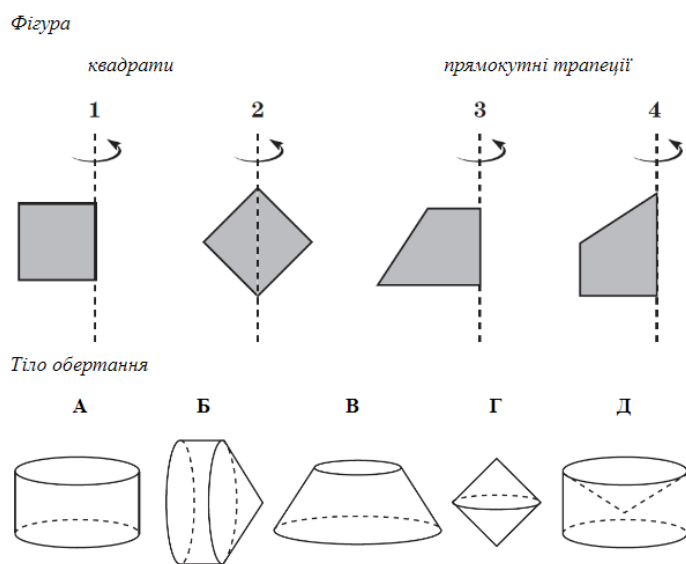 Фігура
квадрати прямокутні трапеції
1 2 3 4
Тіло обертання
А Б В Г Д